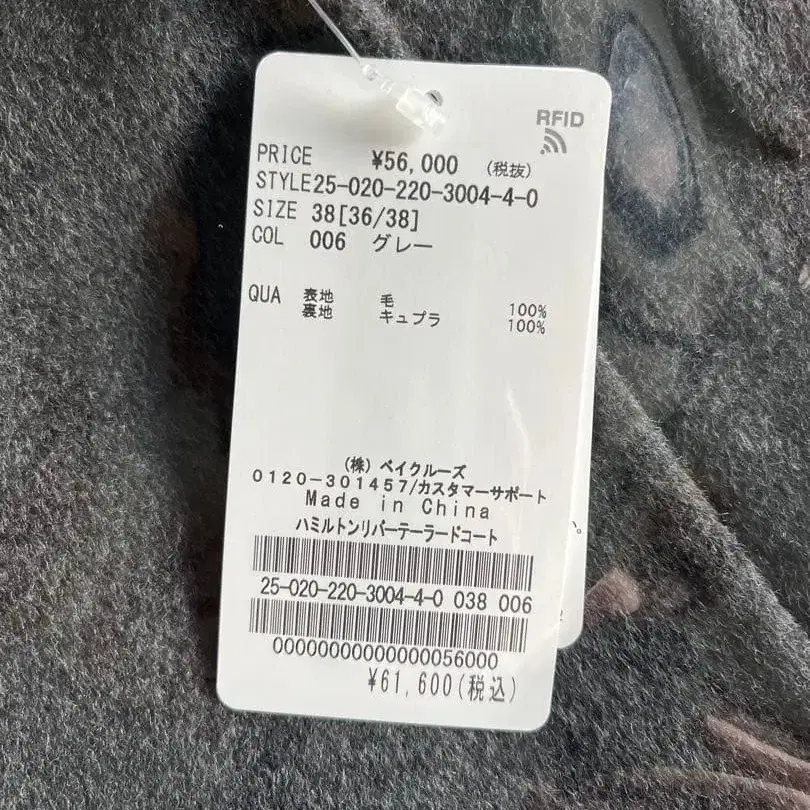 RFID
PRICE ¥56,000 (税抜)
STYLE25-020-220-3004-4-0
SIZE 38[36/38]
COL 006 グレー
QUA 表地 毛 100%
裏地 キュプラ 100%
(株) ベイクルーズ
0120-301457/カスタマーサポート
Made in China
ハミルトンリバーテーラードコート
25-020-220-3004-4-0 038 006
00000000000000056000
¥61,600(税込)